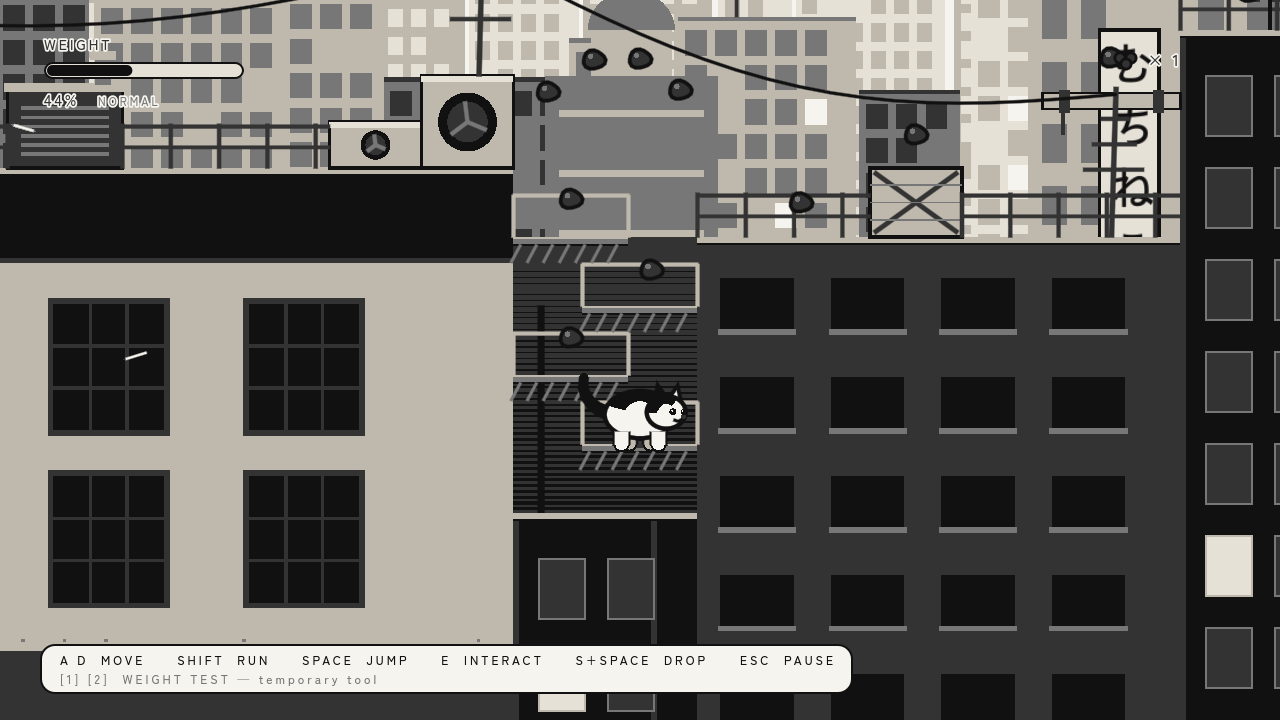 WEIGHT
44% NORMAL
× 1
むちね
A D MOVE SHIFT RUN SPACE JUMP E INTERACT S+SPACE DROP ESC PAUSE
[1] [2] WEIGHT TEST — temporary tool